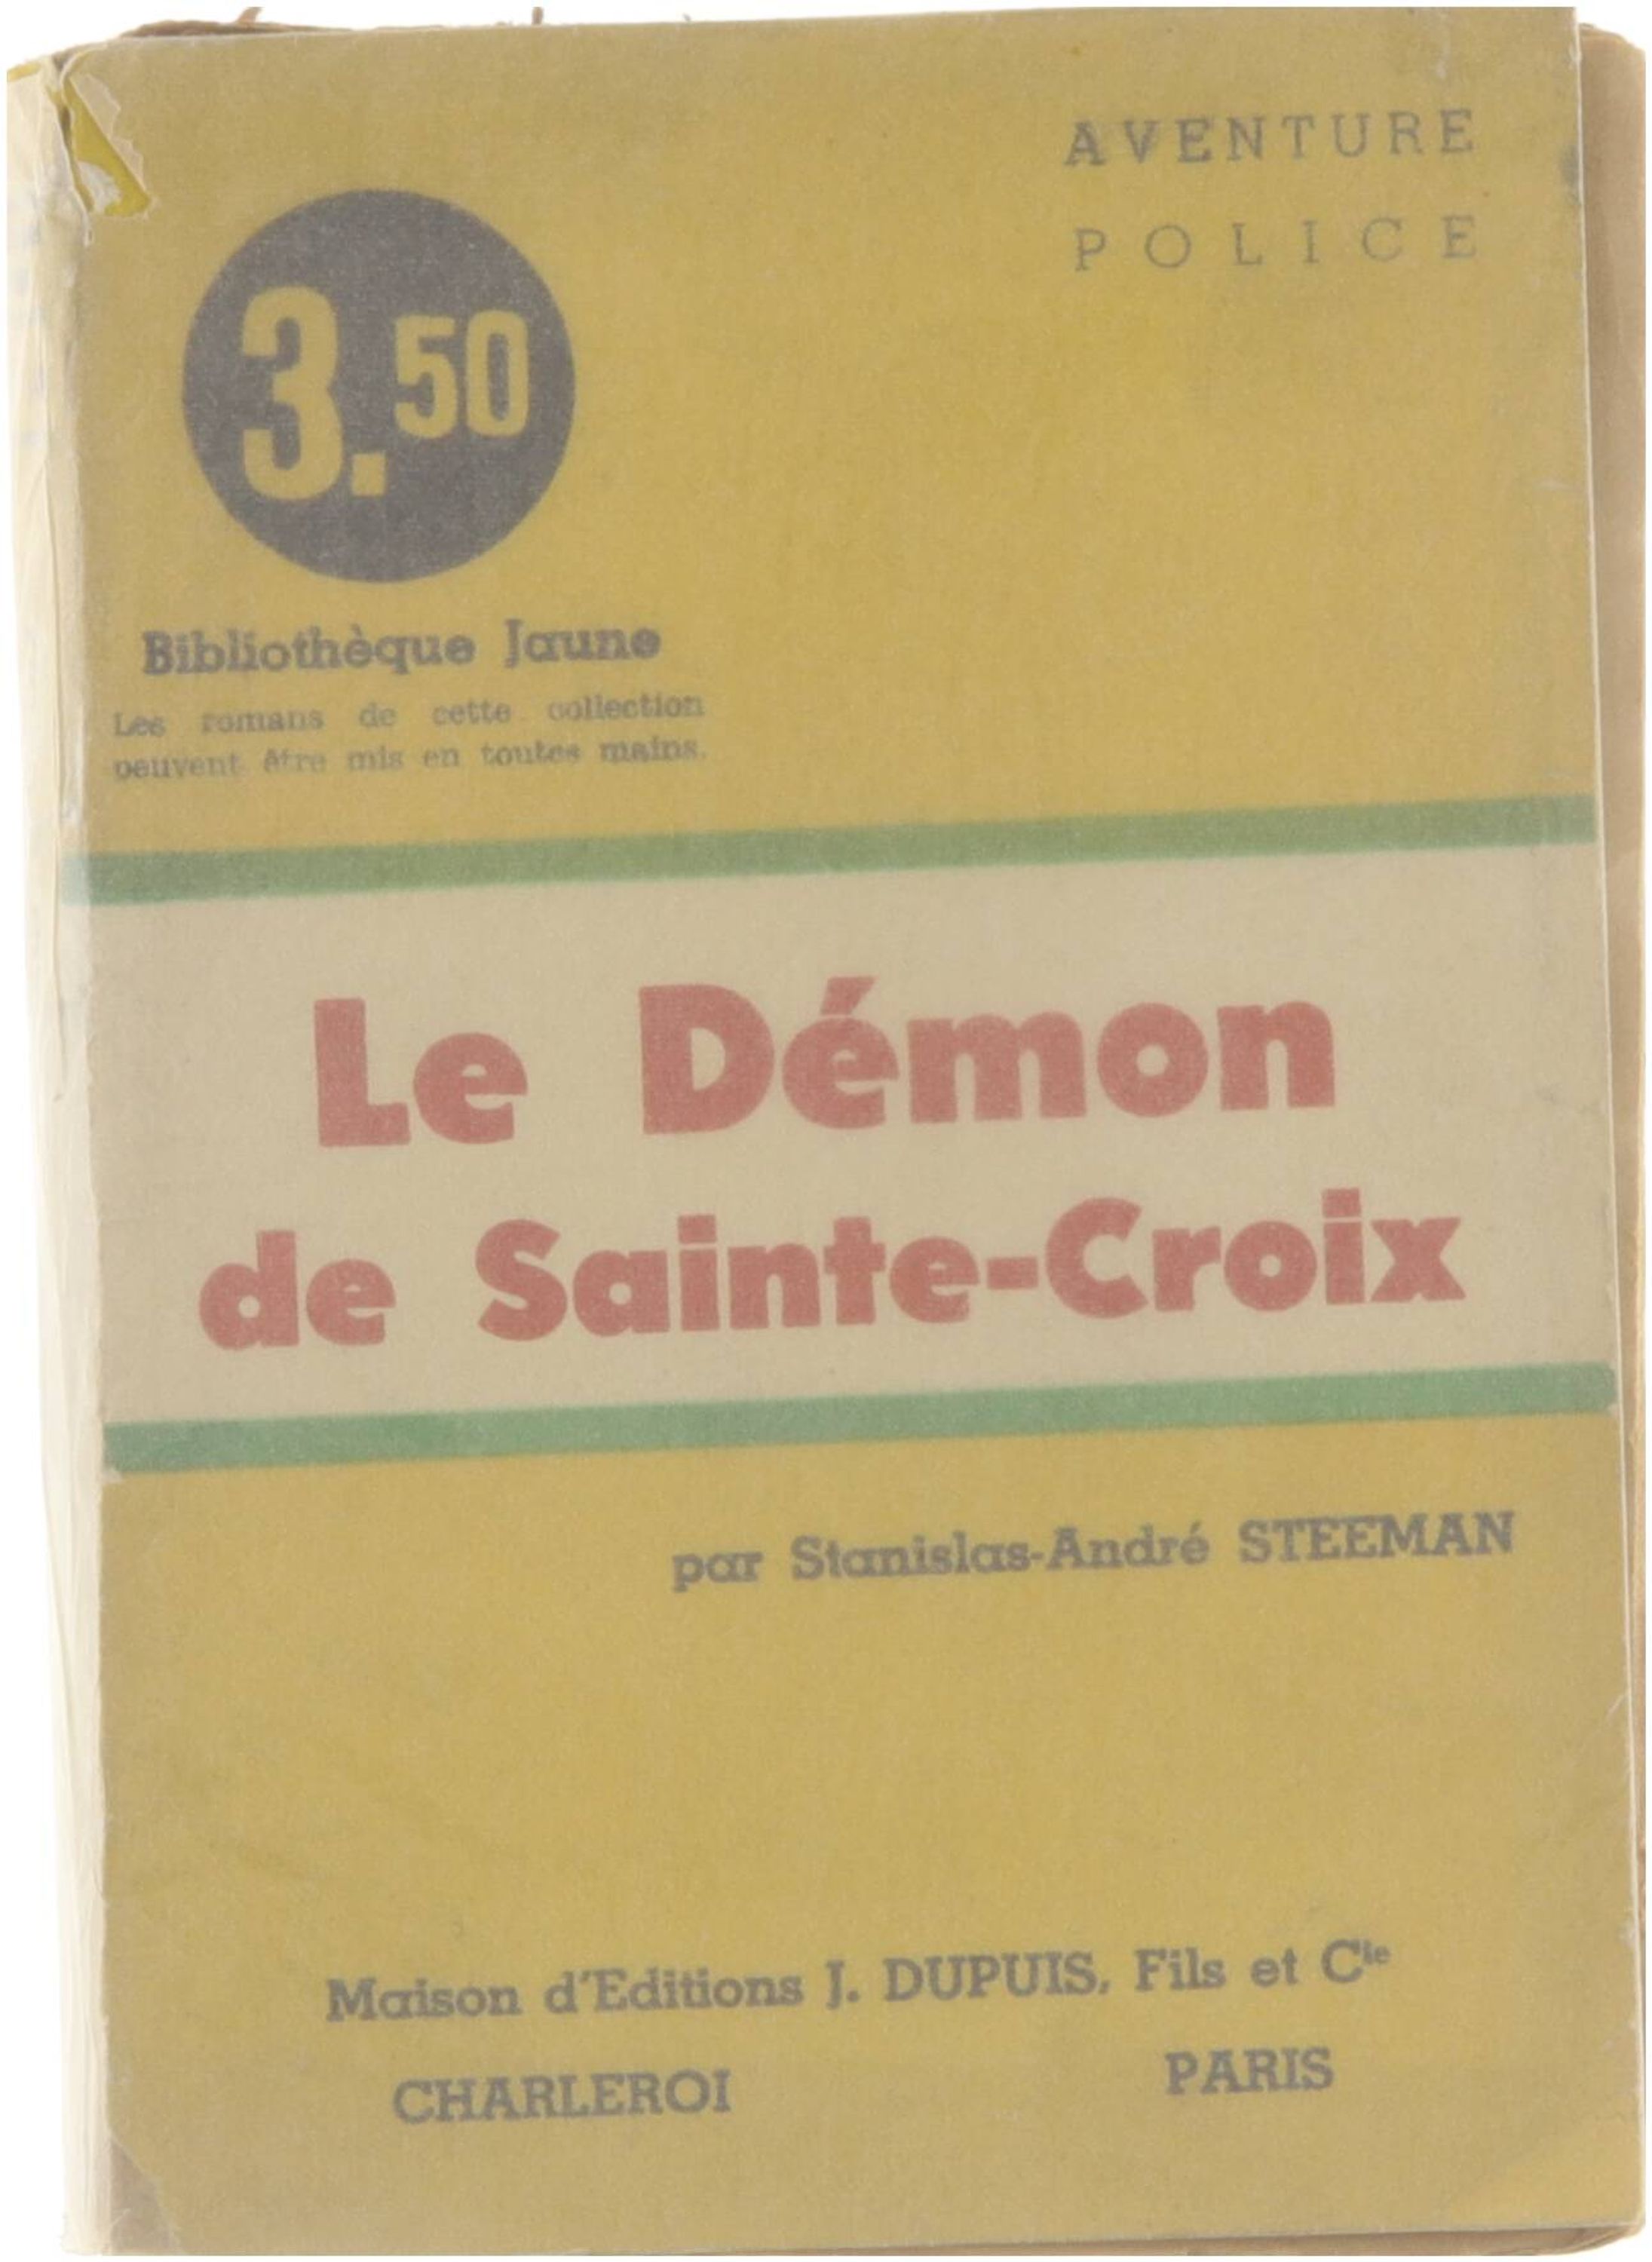 AVENTURE
POLICE
3.50
Bibliothèque Jaune
Les romans de cette collection
peuvent être mis en toutes mains.
Le Démon
de Sainte-Croix
par Stanislas-André STEEMAN
Maison d'Editions J. DUPUIS, Fils et Cie
CHARLEROI PARIS